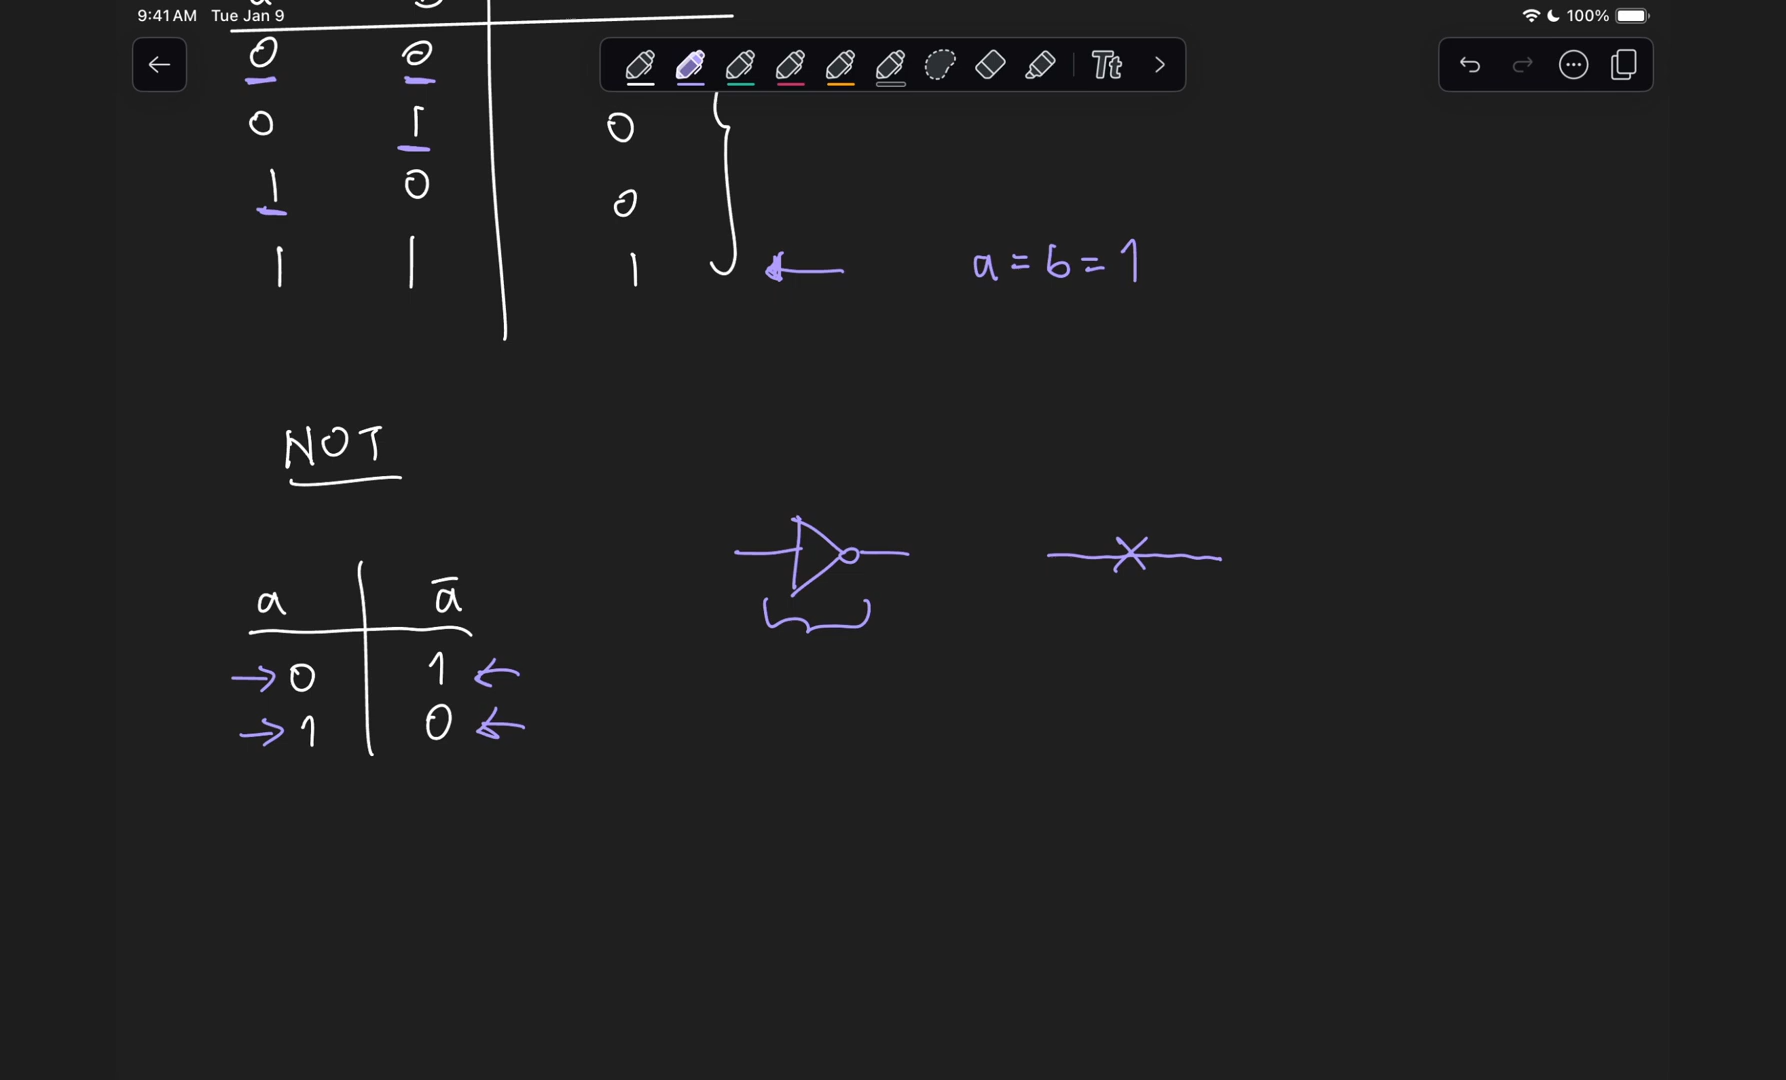 9:41 AM Tue Jan 9
100%
Tt
0 0
0 1 0
1 0 0
1 1 1
a = b = 1
NOT
a a̅
0 1
1 0